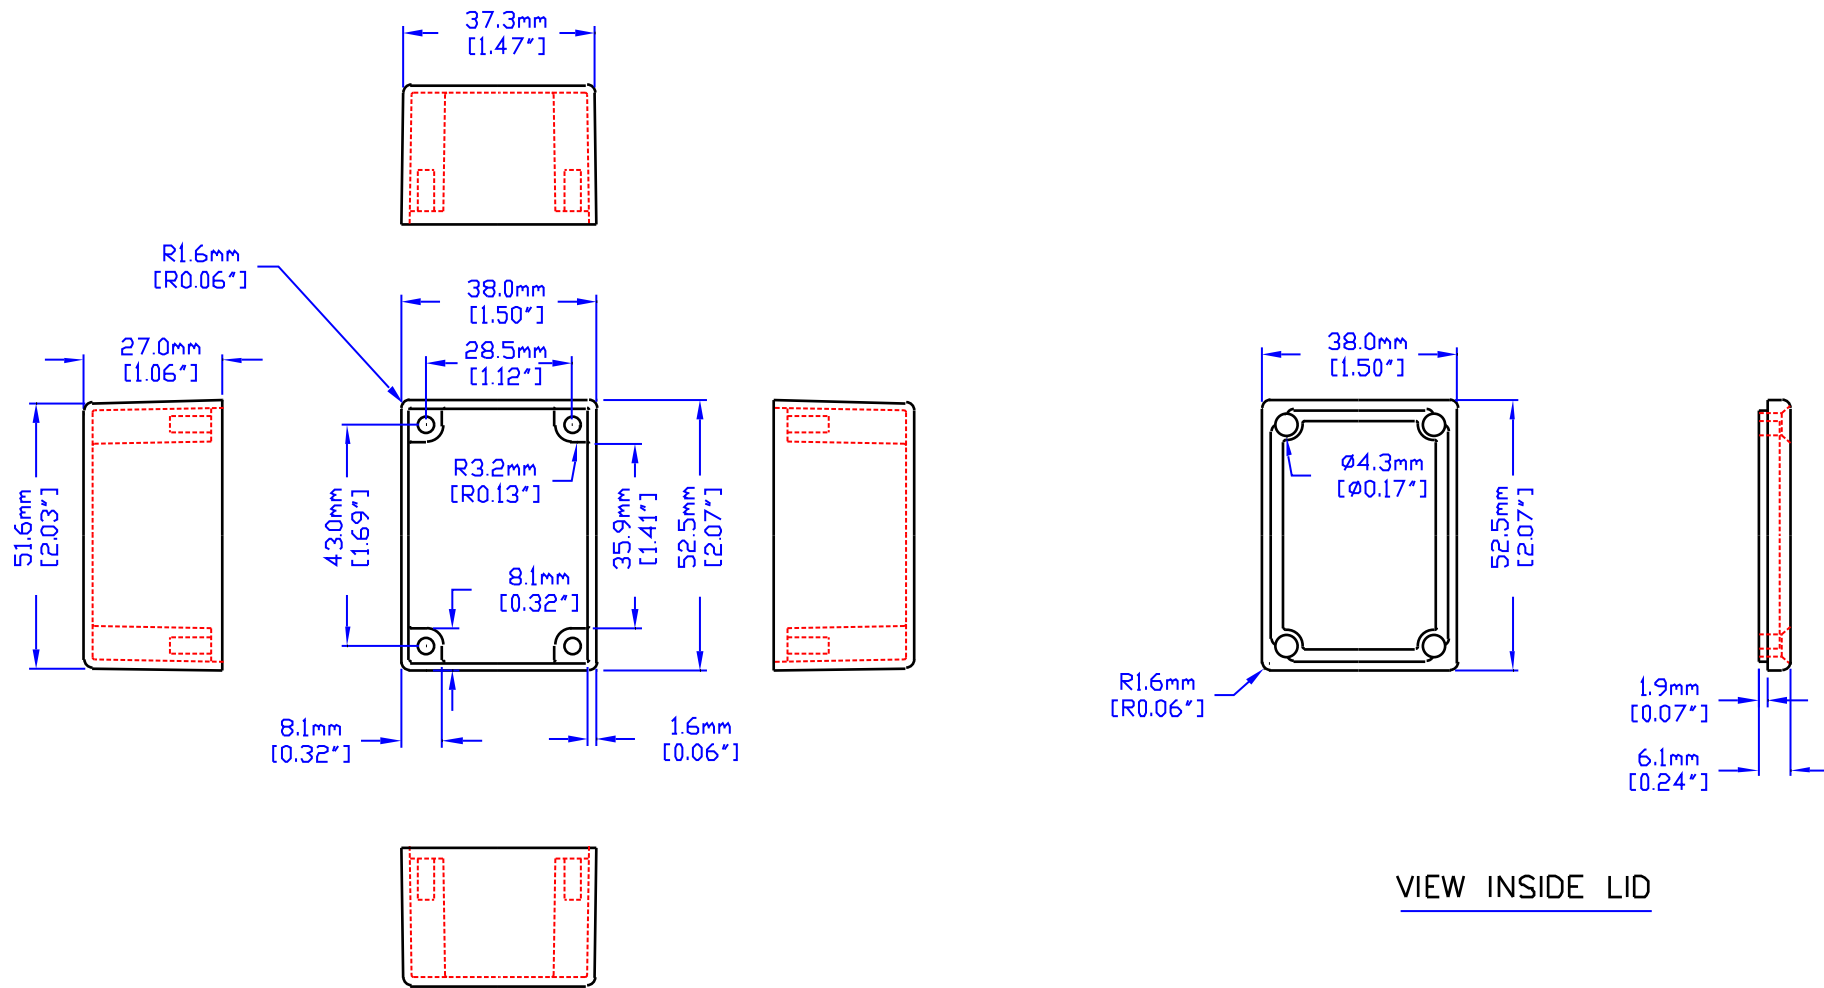 37.3mm
[1.47"]
R1.6mm
[R0.06"]
38.0mm
[1.50"]
27.0mm
[1.06"]
28.5mm
[1.12"]
38.0mm
[1.50"]
R3.2mm
[R0.13"]
Ø4.3mm
[Ø0.17"]
51.6mm
[2.03"]
43.0mm
[1.69"]
35.9mm
[1.41"]
52.5mm
[2.07"]
52.5mm
[2.07"]
8.1mm
[0.32"]
R1.6mm
[R0.06"]
1.9mm
[0.07"]
8.1mm
[0.32"]
1.6mm
[0.06"]
6.1mm
[0.24"]
VIEW INSIDE LID